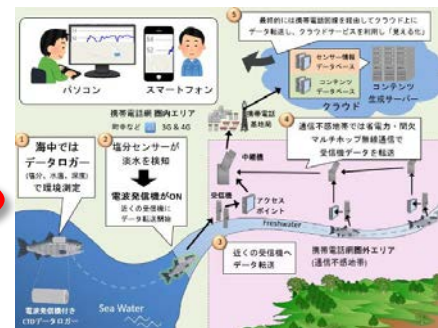 5
最終的には携帯電話回線を経由してクラウド上に
データ転送し、クラウドサービスを利用し「見える化」
センサー情報
データベース
コンテンツ
データベース
コンテンツ
生成サーバー
クラウド
パソコン
スマートフォン
携帯電話網 圏内エリア
3G & 4G
携帯電話
基地局
1
海中では
データロガー
(塩分、水温、深度)
で環境測定
2
塩分センサーが
淡水を検知
電波発信機がON
近くの受信機に
データ転送開始
4
通信不感地帯では省電力・間欠
マルチホップ無線通信で
受信機データを転送
中継機
受信機
アクセス
ポイント
Freshwater
3
近くの受信機へ
データ転送
携帯電話網圏外エリア
(通信不感地帯)
Sea Water
電波発信機付き
CTDデータロガー